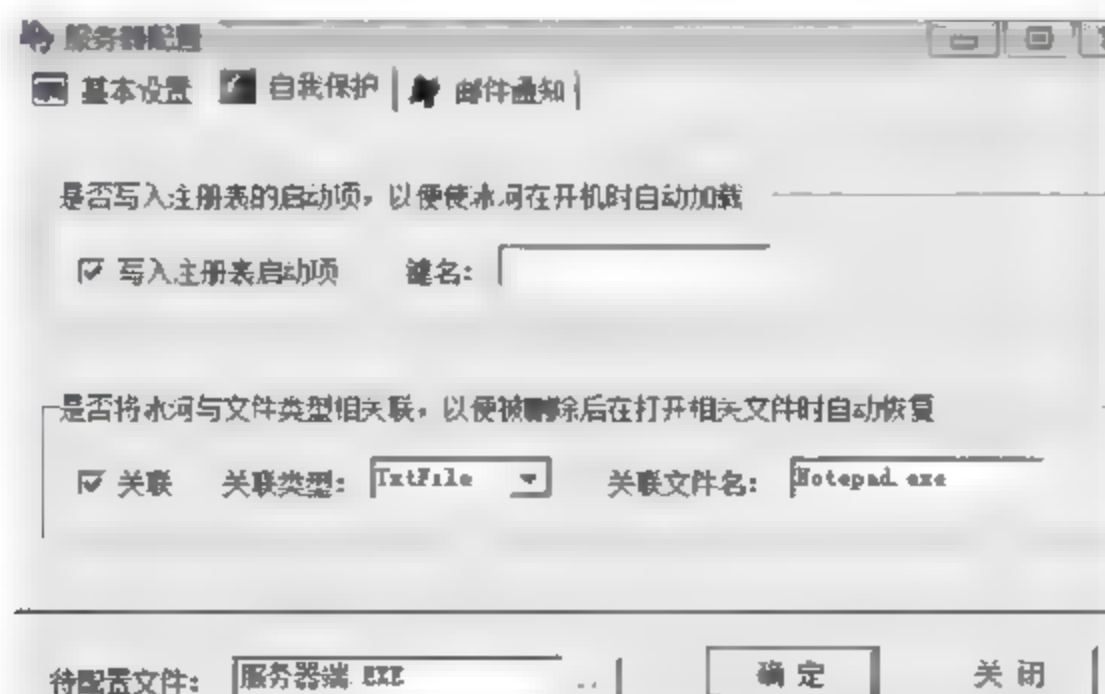 服务器配置
基本设置 自我保护 邮件通知
是否写入注册表的启动项，以便使冰河在开机时自动加载
写入注册表启动项 键名：
是否将冰河与文件类型相关联，以便被删除后在打开相关文件时自动恢复
关联 关联类型： TxtFile 关联文件名： Notepad.exe
待配置文件： 服务器端.EXE .. 确定 关闭